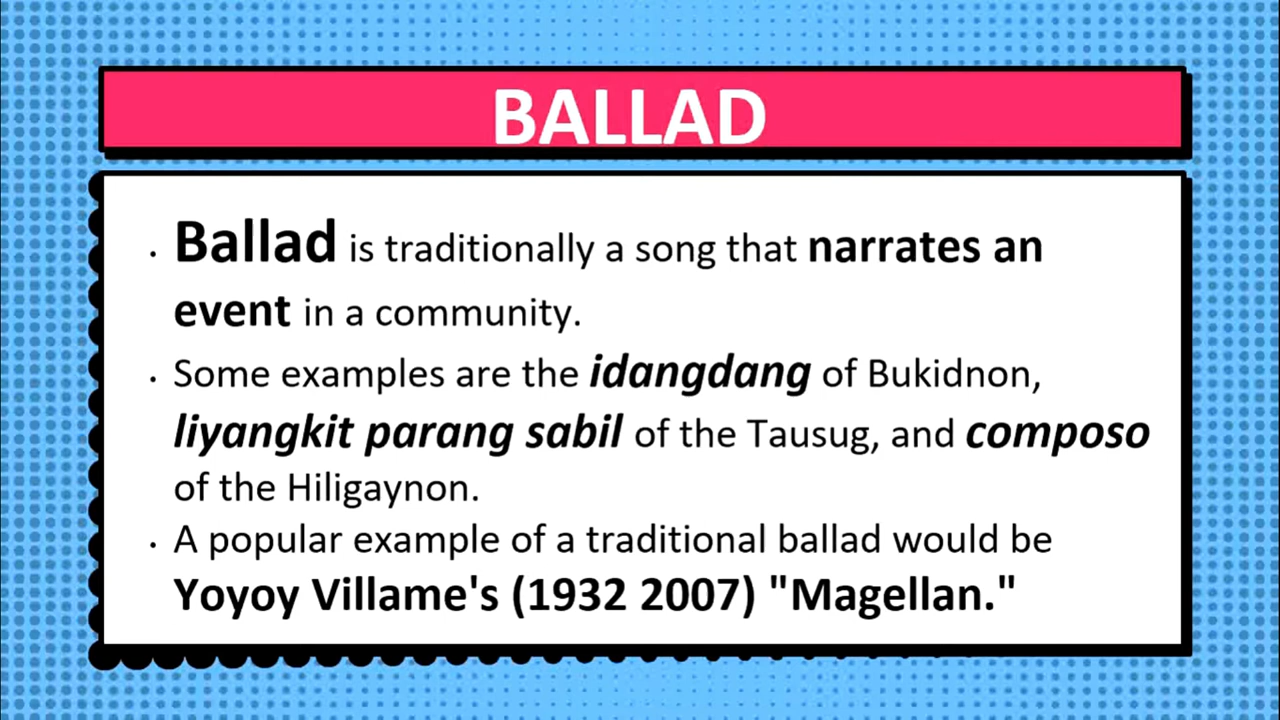 BALLAD
• Ballad is traditionally a song that narrates an
event in a community.
• Some examples are the idangdang of Bukidnon,
liyangkit parang sabil of the Tausug, and composo
of the Hiligaynon.
• A popular example of a traditional ballad would be
Yoyoy Villame's (1932 2007) "Magellan."